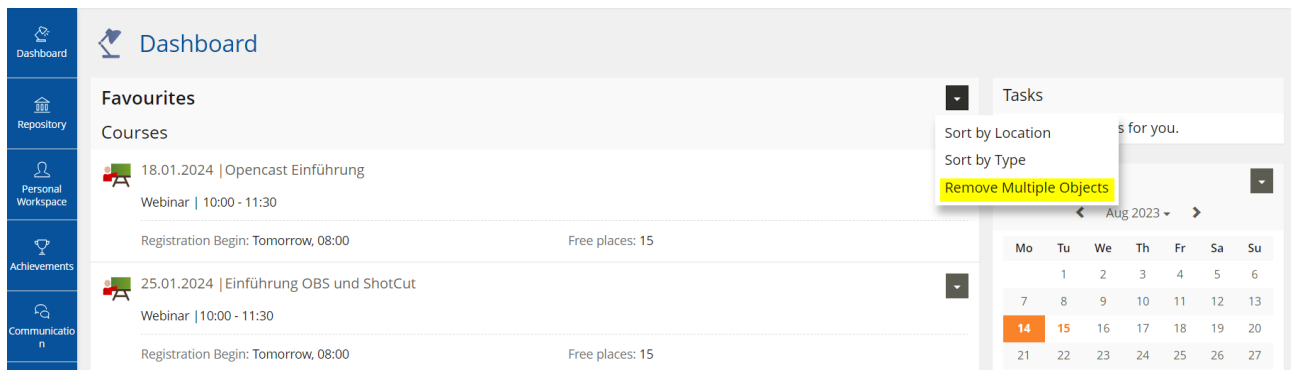 Dashboard
Repository
Personal
Workspace
Achievements
Communicatio
n
Dashboard
Favourites
Courses
18.01.2024 |Opencast Einführung
Webinar | 10:00 - 11:30
Registration Begin: Tomorrow, 08:00 Free places: 15
25.01.2024 |Einführung OBS und ShotCut
Webinar |10:00 - 11:30
Registration Begin: Tomorrow, 08:00 Free places: 15
Sort by Location
Sort by Type
Remove Multiple Objects
Tasks
for you.
Aug 2023
Mo Tu We Th Fr Sa Su
1 2 3 4 5 6
7 8 9 10 11 12 13
14 15 16 17 18 19 20
21 22 23 24 25 26 27